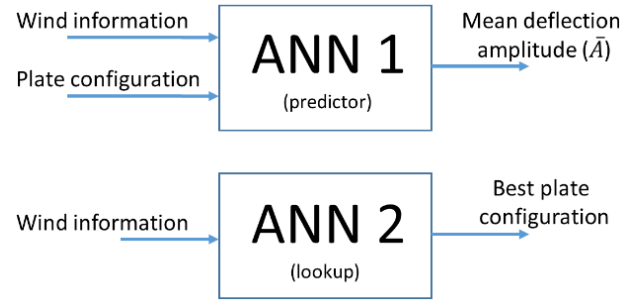 Wind information
Plate configuration
ANN 1
(predictor)
Mean deflection
amplitude (Ā)
Wind information
ANN 2
(lookup)
Best plate
configuration